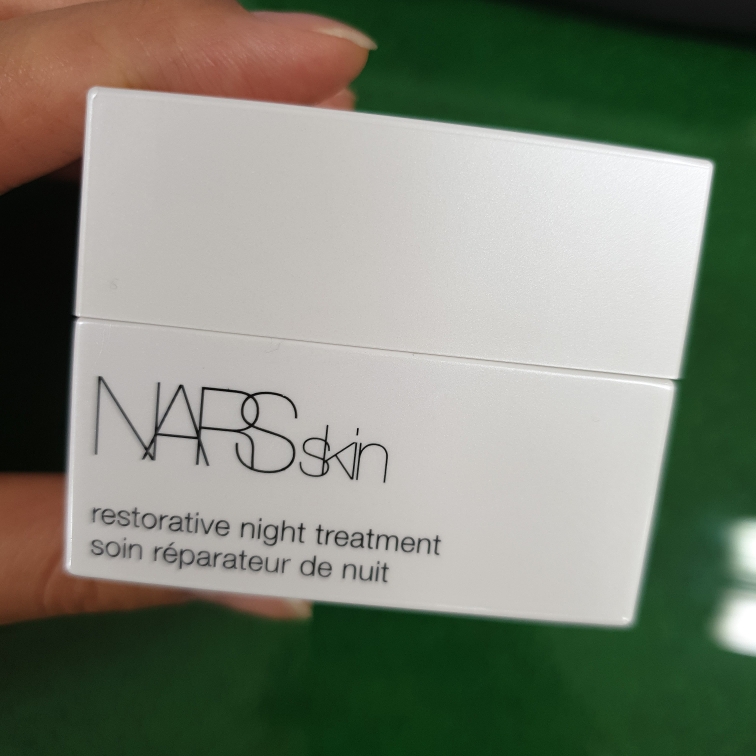 NARSskin
restorative night treatment
soin réparateur de nuit